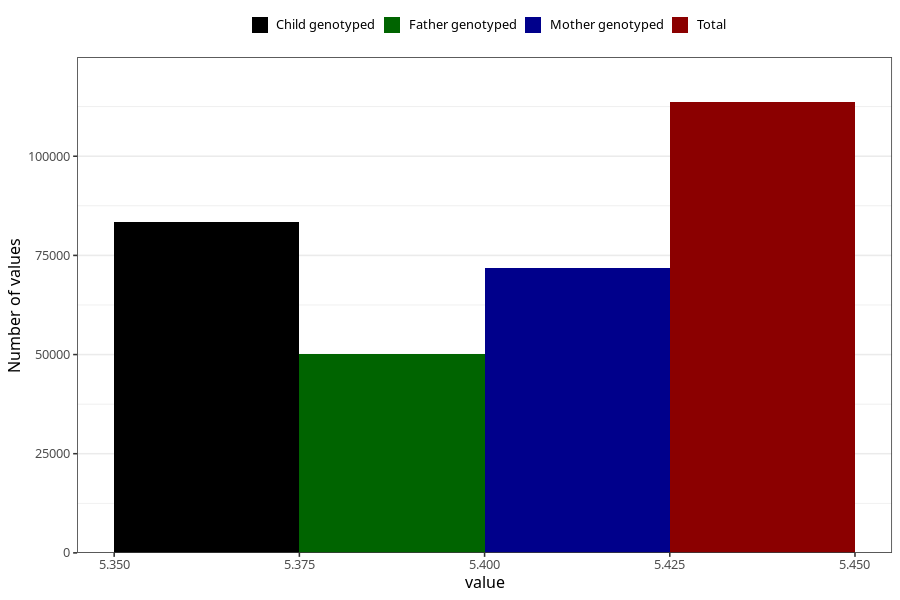 Child genotyped Father genotyped Mother genotyped Total
Number of values
100000
75000
50000
25000
0
5.350 5.375 5.400 5.425 5.450
value